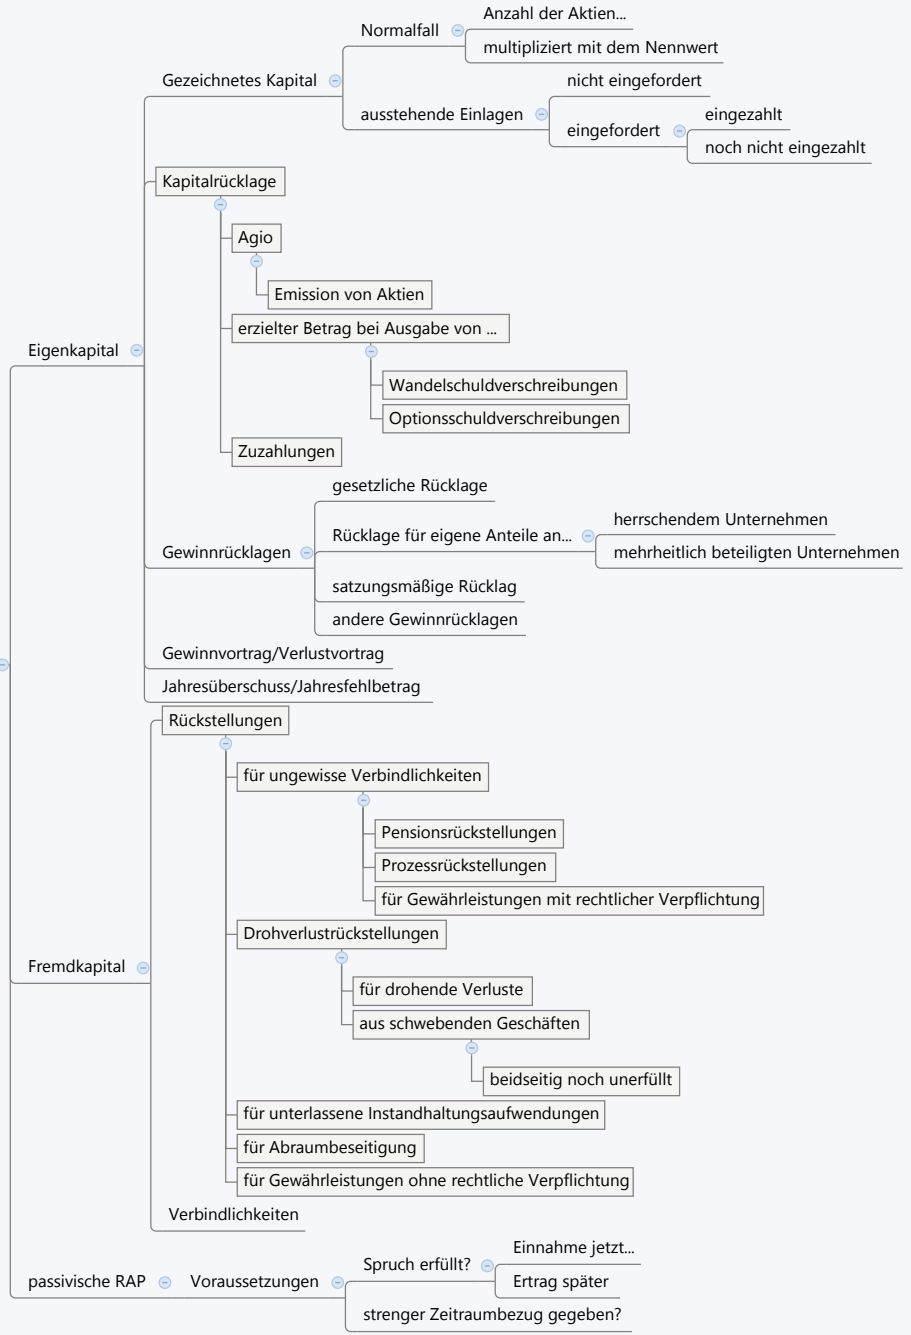 Anzahl der Aktien...
Normalfall
multipliziert mit dem Nennwert
Gezeichnetes Kapital
nicht eingefordert
ausstehende Einlagen
eingezahlt
eingefordert
noch nicht eingezahlt
Kapitalrücklage
Agio
Emission von Aktien
erzielter Betrag bei Ausgabe von ...
Eigenkapital
Wandelschuldverschreibungen
Optionsschuldverschreibungen
Zuzahlungen
gesetzliche Rücklage
herrschendem Unternehmen
Rücklage für eigene Anteile an...
Gewinnrücklagen
mehrheitlich beteiligten Unternehmen
satzungsmäßige Rücklag
andere Gewinnrücklagen
Gewinnvortrag/Verlustvortrag
Jahresüberschuss/Jahresfehlbetrag
Rückstellungen
für ungewisse Verbindlichkeiten
Pensionsrückstellungen
Prozessrückstellungen
für Gewährleistungen mit rechtlicher Verpflichtung
Drohverlustrückstellungen
Fremdkapital
für drohende Verluste
aus schwebenden Geschäften
beidseitig noch unerfüllt
für unterlassene Instandhaltungsaufwendungen
für Abraumbeseitigung
für Gewährleistungen ohne rechtliche Verpflichtung
Verbindlichkeiten
Einnahme jetzt...
Spruch erfüllt?
passivische RAP
Voraussetzungen
Ertrag später
strenger Zeitraumbezug gegeben?